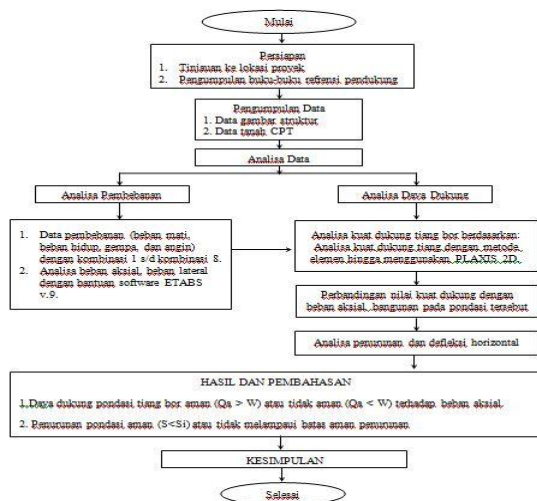 Mulai
Persiapan
1. Tinjauan ke lokasi proyek
2. Pengumpulan buku-buku refrensi pendukung
Pengumpulan Data
1. Data gambar struktur
2. Data tanah CPT
Analisa Data
Analisa Pembebanan
Analisa Daya Dukung
1. Data pembebanan (beban mati,
beban hidup, gempa, dan angin)
dengan kombinasi 1 s/d kombinasi 8.
2. Analisa beban aksial, beban lateral
dengan bantuan software ETABS
v.9.
Analisa kuat dukung tiang bor berdasarkan:
Analisa kuat dukung tiang dengan metode
elemen hingga menggunakan PLAXIS 2D.
Perbandingan nilai kuat dukung dengan
beban aksial, bangunan pada pondasi tersebut
Analisa penurunan dan defleksi horizontal
HASIL DAN PEMBAHASAN
1.Daya dukung pondasi tiang bor aman (Qa > W) atau tidak aman (Qa < W) terhadap beban aksial.
2. Penurunan pondasi aman (S<Si) atau tidak melampaui batas aman penurunan.
KESIMPULAN
Selesai